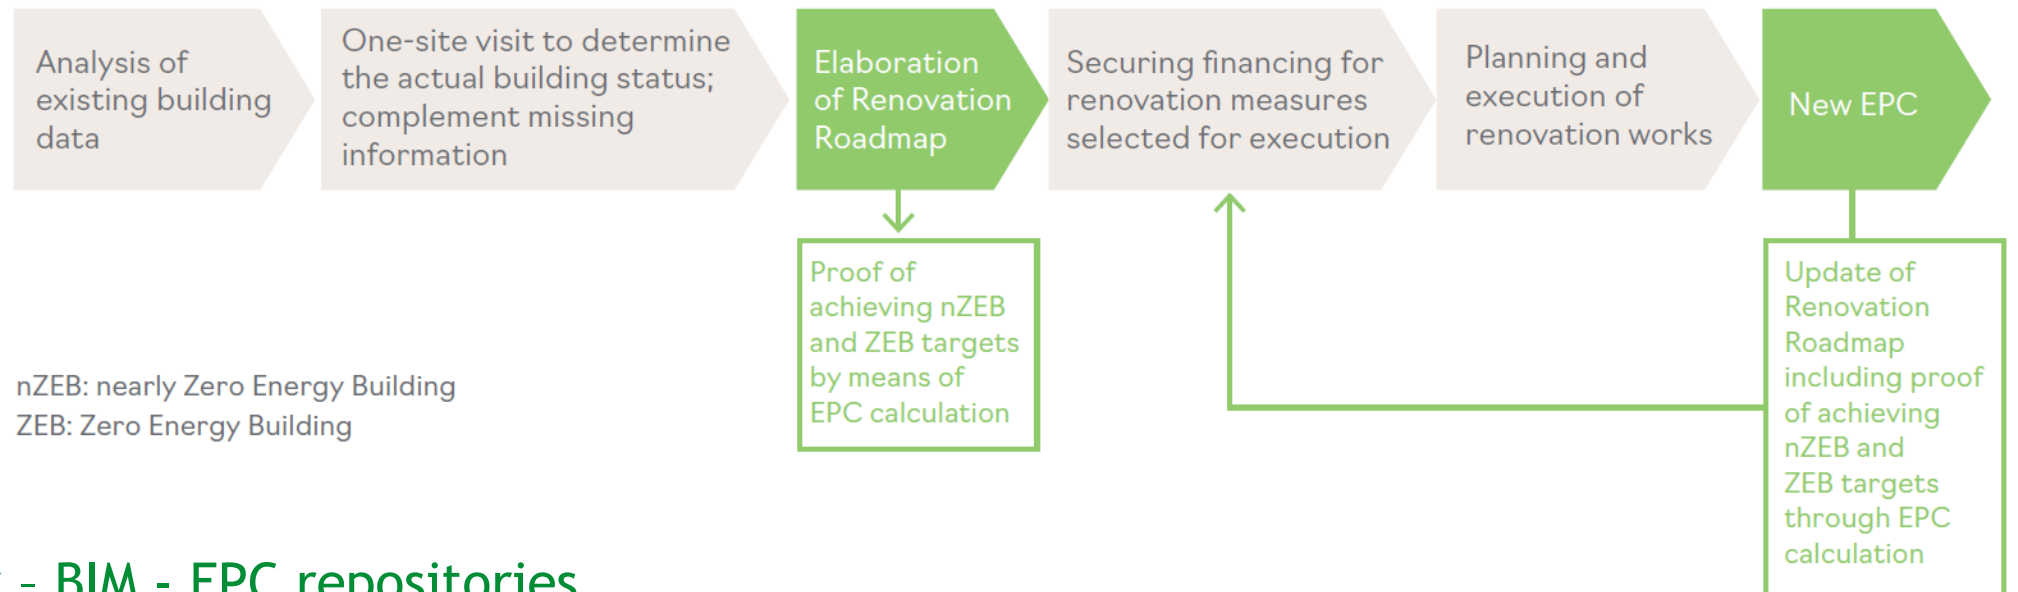 Analysis of
existing building
data
One-site visit to determine
the actual building status;
complement missing
information
Elaboration
of Renovation
Roadmap
Securing financing for
renovation measures
selected for execution
Planning and
execution of
renovation works
New EPC
Proof of
achieving nZEB
and ZEB targets
by means of
EPC calculation
Update of
Renovation
Roadmap
including proof
of achieving
nZEB and
ZEB targets
through EPC
calculation
nZEB: nearly Zero Energy Building
ZEB: Zero Energy Building
– BIM - EPC repositories